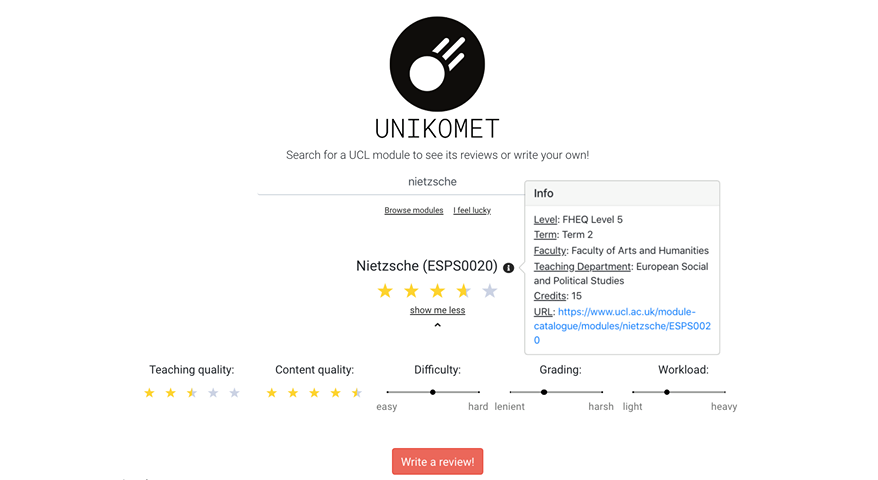 UNIKOMET
Search for a UCL module to see its reviews or write your own!
nietzsche
Browse modules I feel lucky
Info
Level: FHEQ Level 5
Term: Term 2
Faculty: Faculty of Arts and Humanities
Teaching Department: European Social
and Political Studies
Credits: 15
URL: https://www.ucl.ac.uk/module-
catalogue/modules/nietzsche/ESPS002
0
Nietzsche (ESPS0020)
show me less
Teaching quality: Content quality: Difficulty: Grading: Workload:
easy hard lenient harsh light heavy
Write a review!